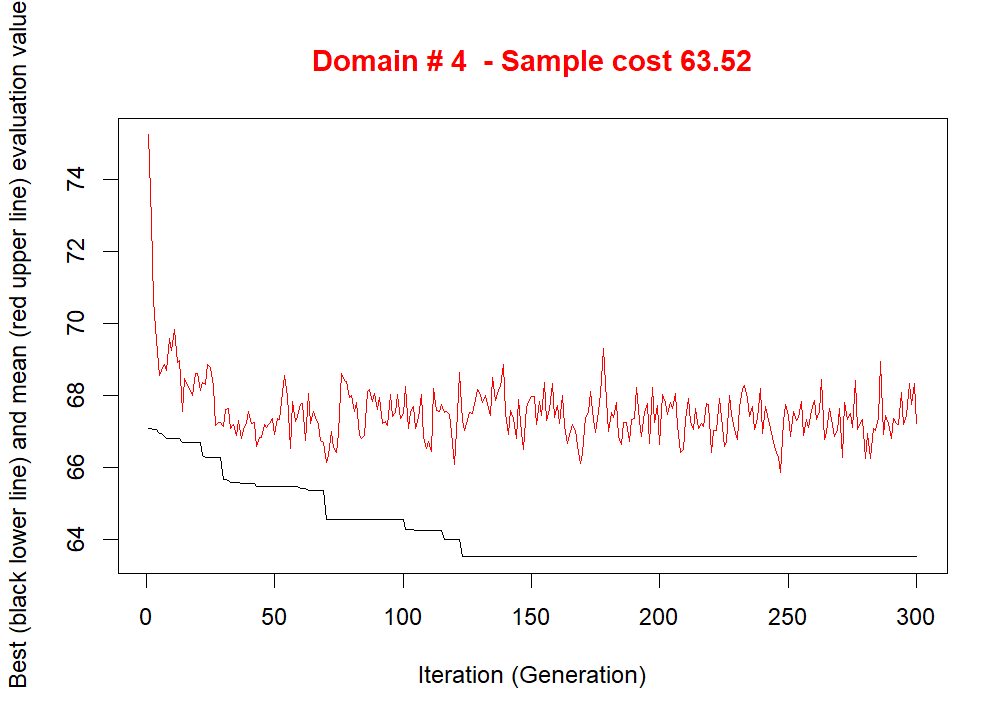 Domain # 4  - Sample cost 63.52
Best (black lower line) and mean (red upper line) evaluation value
74
72
70
68
66
64
0 50 100 150 200 250 300
Iteration (Generation)